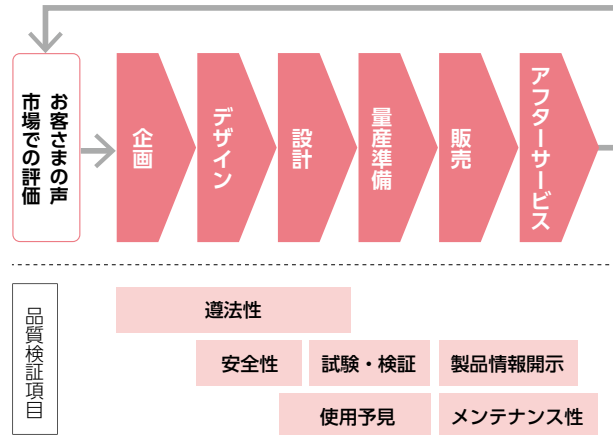 お客さまの声
市場での評価
企画
デザイン
設計
量産準備
販売
アフターサービス
品質検証項目
遵法性
安全性
試験・検証
製品情報開示
使用予見
メンテナンス性